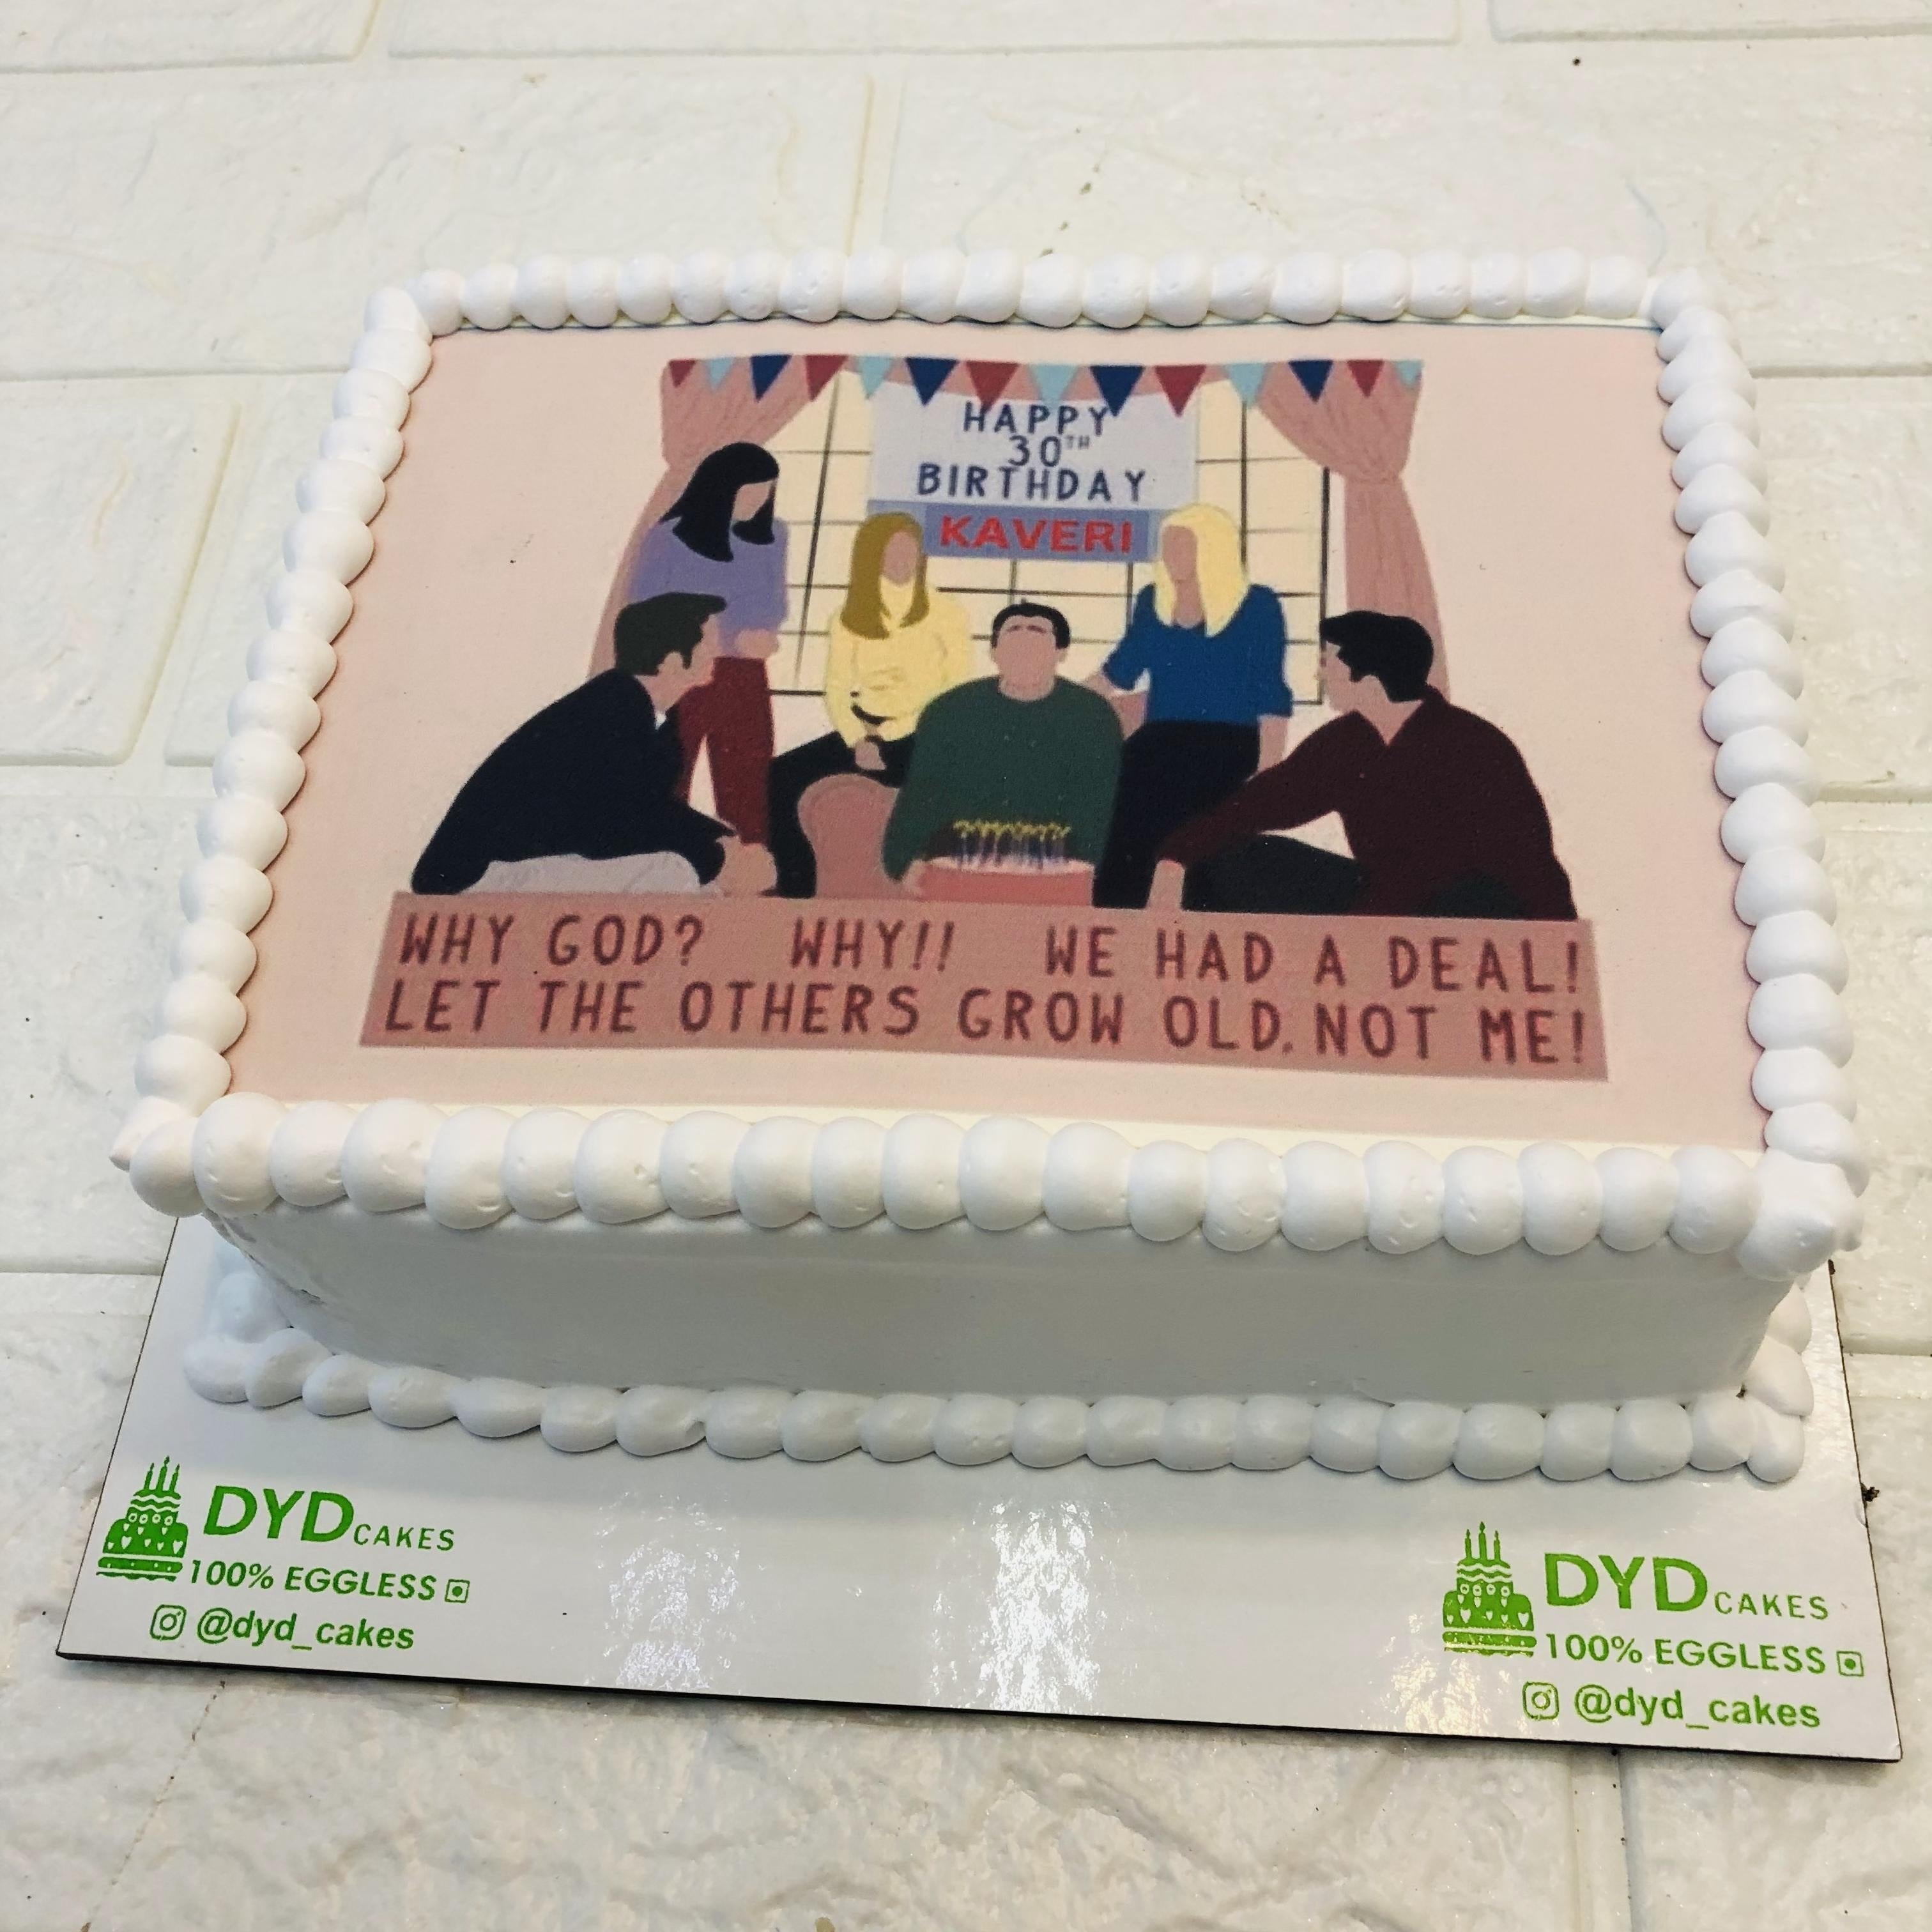 HAPPY
30TH
BIRTHDAY
KAVERI
WHY GOD? WHY!! WE HAD A DEAL!
LET THE OTHERS GROW OLD. NOT ME!
DYD CAKES
100% EGGLESS
@dyd_cakes
DYD CAKES
100% EGGLESS
@dyd_cakes